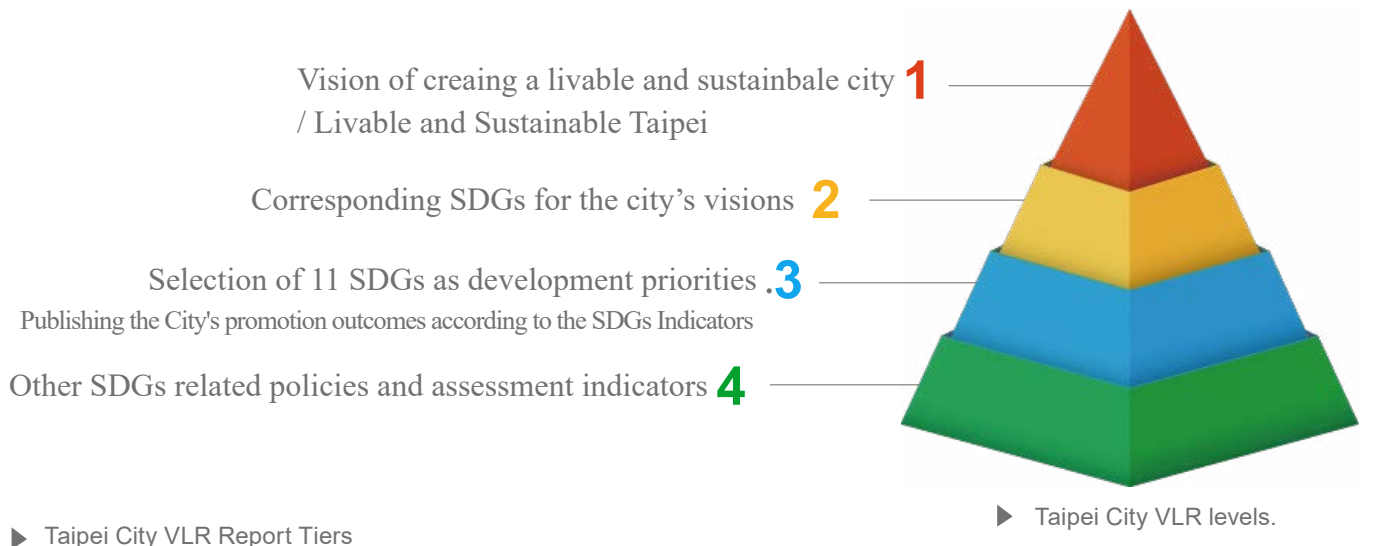 Vision of creaing a livable and sustainbale city 1
/ Livable and Sustainable Taipei
Corresponding SDGs for the city’s visions 2
Selection of 11 SDGs as development priorities .3
Publishing the City's promotion outcomes according to the SDGs Indicators
Other SDGs related policies and assessment indicators 4
Taipei City VLR levels.
Taipei City VLR Report Tiers